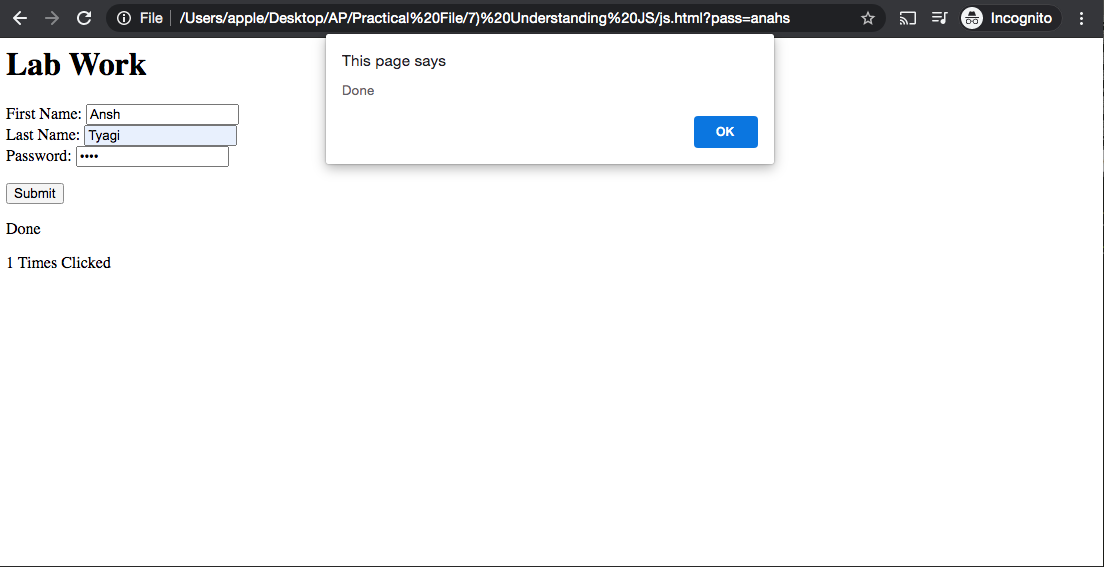 File /Users/apple/Desktop/AP/Practical%20File/7)%20Understanding%20JS/js.html?pass=anahs Incognito
This page says
Done
OK
Lab Work
First Name: Ansh
Last Name: Tyagi
Password: ••••
Submit
Done
1 Times Clicked